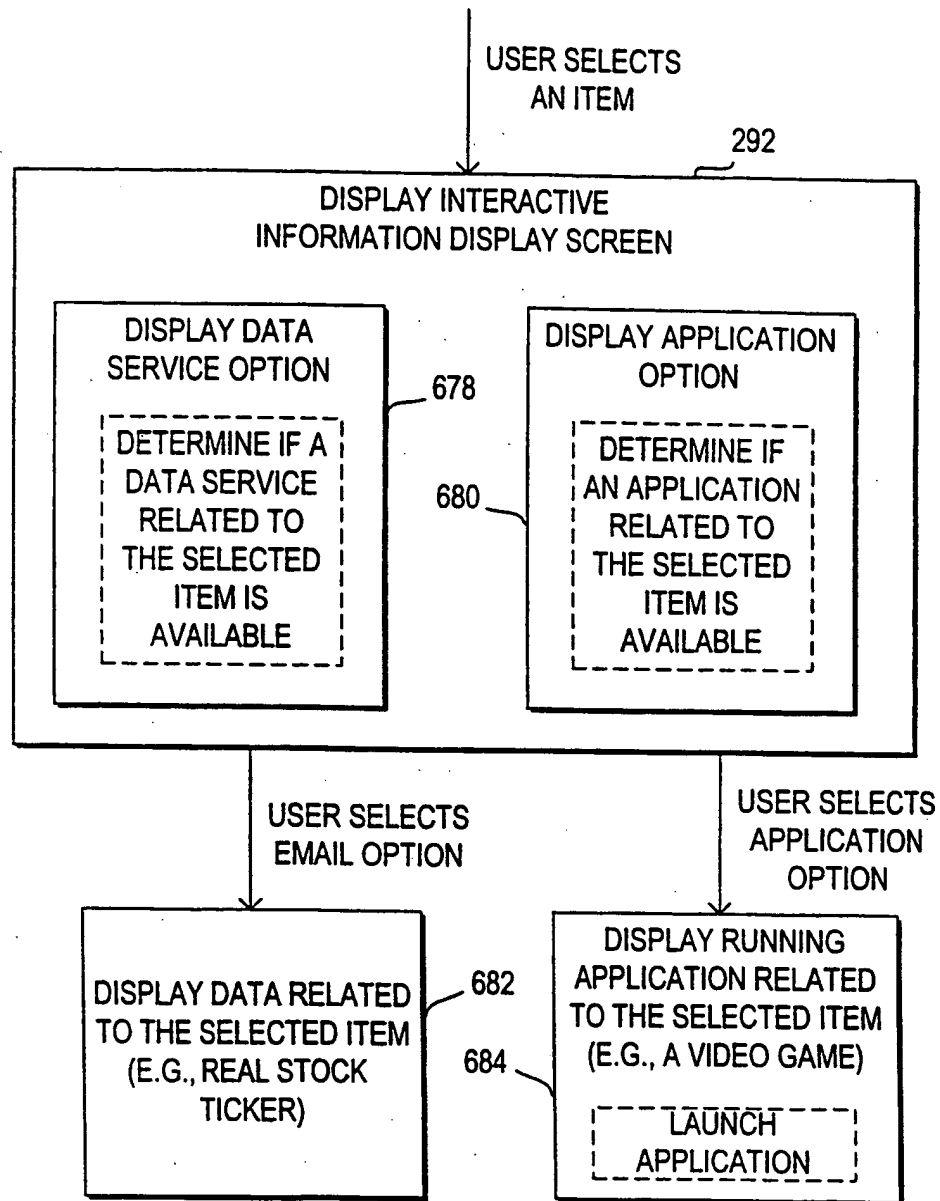 USER SELECTS
AN ITEM
292
DISPLAY INTERACTIVE
INFORMATION DISPLAY SCREEN
DISPLAY DATA
SERVICE OPTION
678
DETERMINE IF A
DATA SERVICE
RELATED TO
THE SELECTED
ITEM IS
AVAILABLE
DISPLAY APPLICATION
OPTION
680
DETERMINE IF
AN APPLICATION
RELATED TO
THE SELECTED
ITEM IS
AVAILABLE
USER SELECTS
EMAIL OPTION
USER SELECTS
APPLICATION
OPTION
DISPLAY DATA RELATED
TO THE SELECTED ITEM
(E.G., REAL STOCK
TICKER)
682
DISPLAY RUNNING
APPLICATION RELATED
TO THE SELECTED ITEM
(E.G., A VIDEO GAME)
684
LAUNCH
APPLICATION